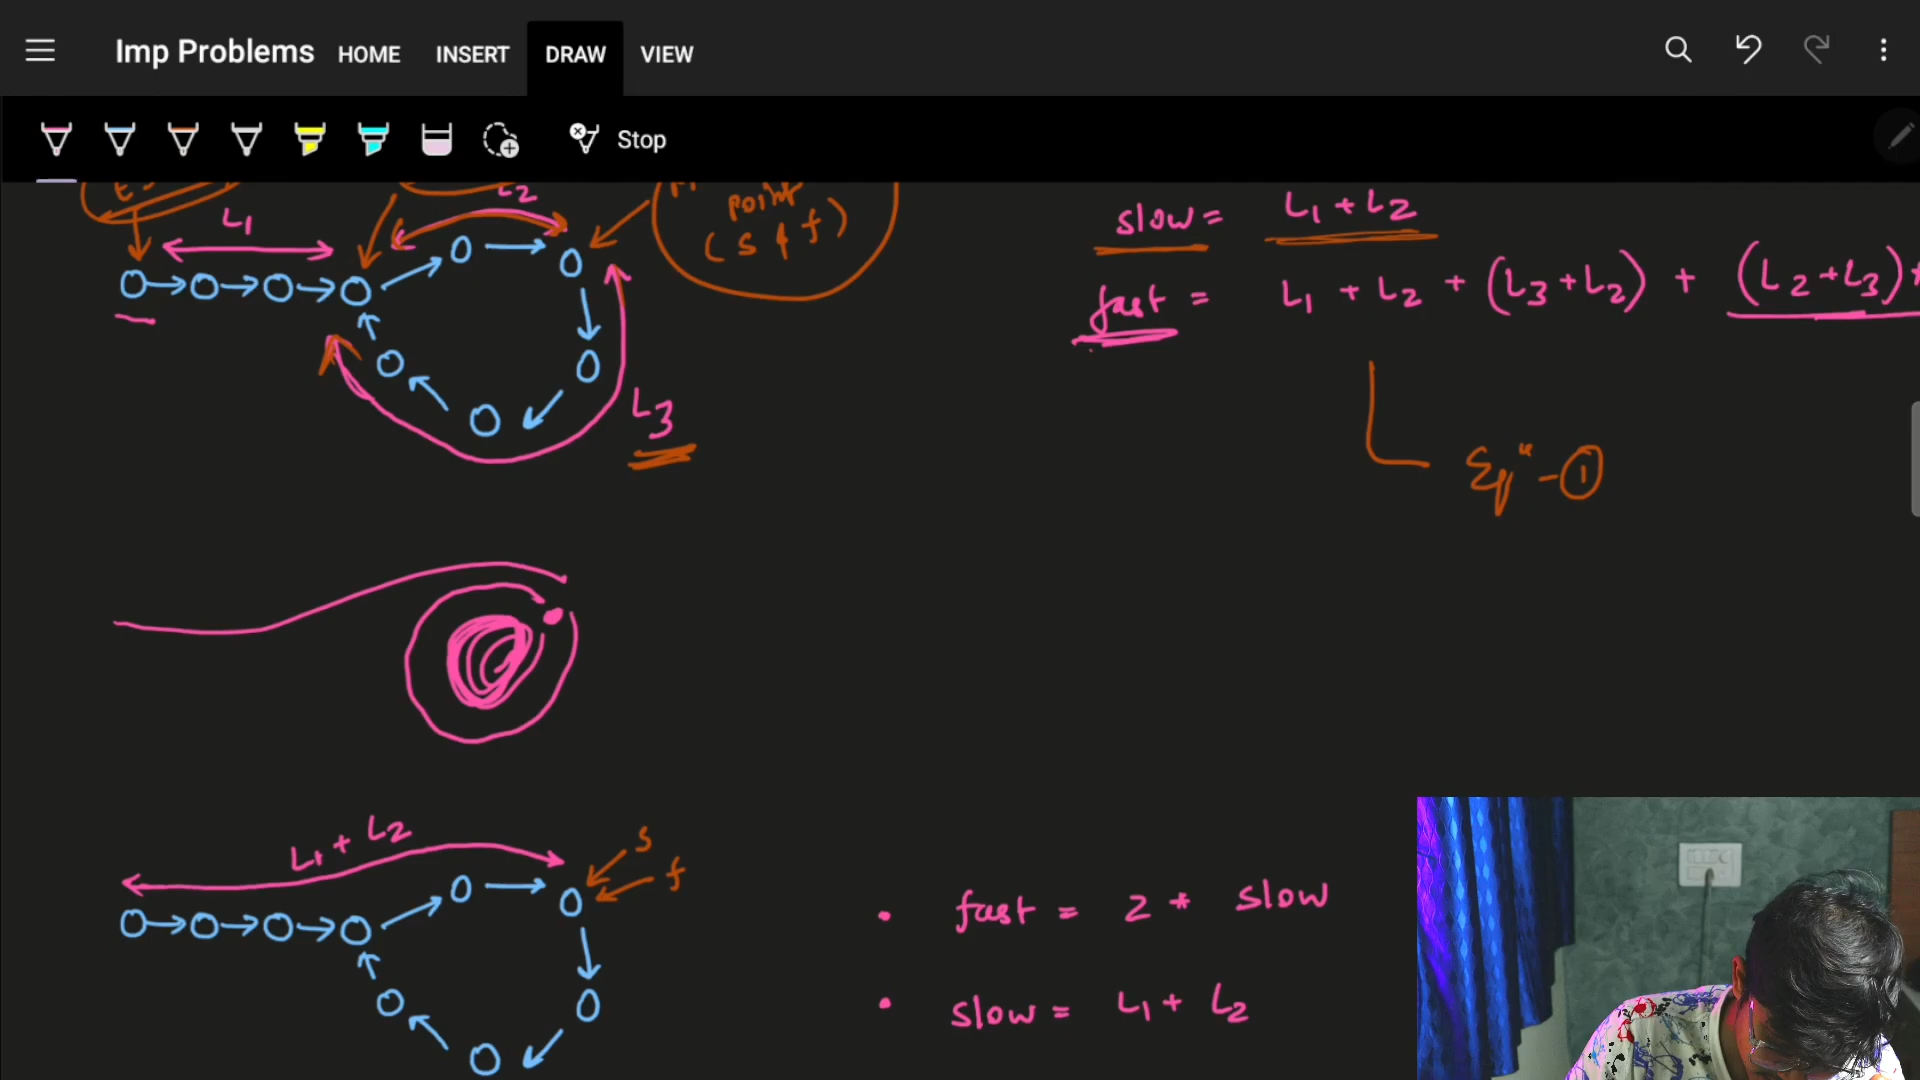 Imp Problems HOME INSERT DRAW VIEW
Stop
L2
L1
point
(s & f)
slow = L1 + L2
fast = L1 + L2 + (L3+L2) + (L2+L3)
L3
Eqn - 1
L1 + L2
s
f
• fast = 2 * slow
• slow = L1 + L2